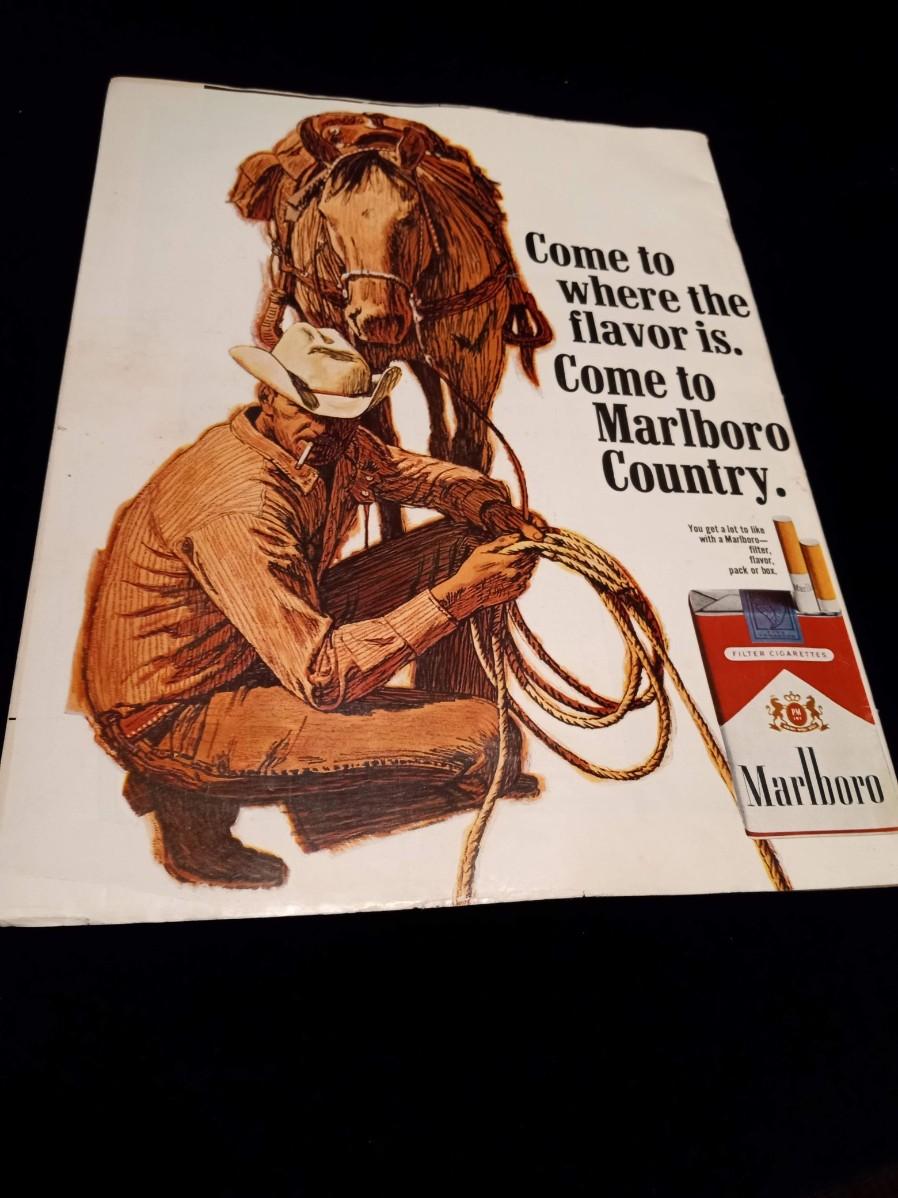 Come to
where the
flavor is.
Come to
Marlboro
Country.
You get a lot to like
with a Marlboro—
filter,
flavor,
pack or box.
FILTER CIGARETTES
PM
Marlboro